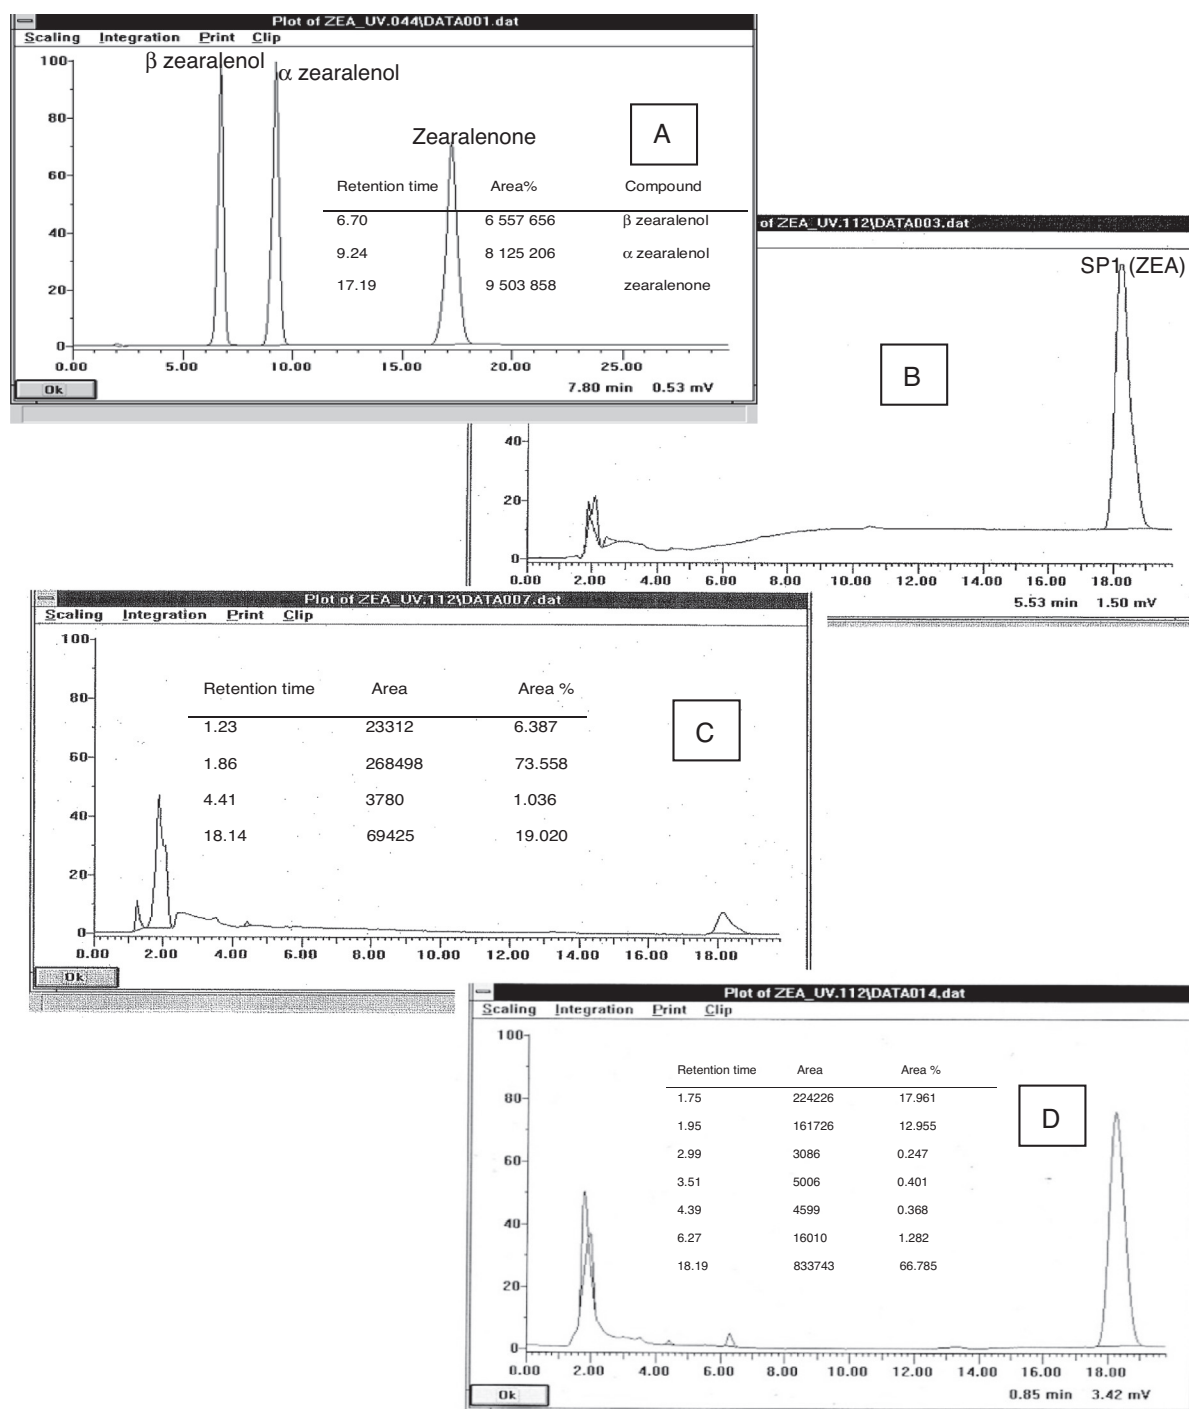 Plot of ZEA_UV.044\DATA001.dat
Scaling Integration Print Clip
β zearalenol
α zearalenol
Zearalenone
A
Retention time Area% Compound
6.70 6 557 656 β zearalenol
9.24 8 125 206 α zearalenol
17.19 9 503 858 zearalenone
100
80
60
40
20
0
0.00 5.00 10.00 15.00 20.00 25.00
Ok
7.80 min 0.53 mV
of ZEA_UV.112\DATA003.dat
SP1 (ZEA)
B
40
20
0
0.00 2.00 4.00 6.00 8.00 10.00 12.00 14.00 16.00 18.00
5.53 min 1.50 mV
Plot of ZEA_UV.112\DATA007.dat
Scaling Integration Print Clip
Retention time Area Area %
1.23 23312 6.387
1.86 268498 73.558
4.41 3780 1.036
18.14 69425 19.020
C
100
80
60
40
20
0
0.00 2.00 4.00 6.00 8.00 10.00 12.00 14.00 16.00 18.00
Ok
Plot of ZEA_UV.112\DATA014.dat
Scaling Integration Print Clip
Retention time Area Area %
1.75 224226 17.961
1.95 161726 12.955
2.99 3086 0.247
3.51 5006 0.401
4.39 4599 0.368
6.27 16010 1.282
18.19 833743 66.785
D
100
80
60
40
20
0
0.00 2.00 4.00 6.00 8.00 10.00 12.00 14.00 16.00 18.00
Ok
0.85 min 3.42 mV